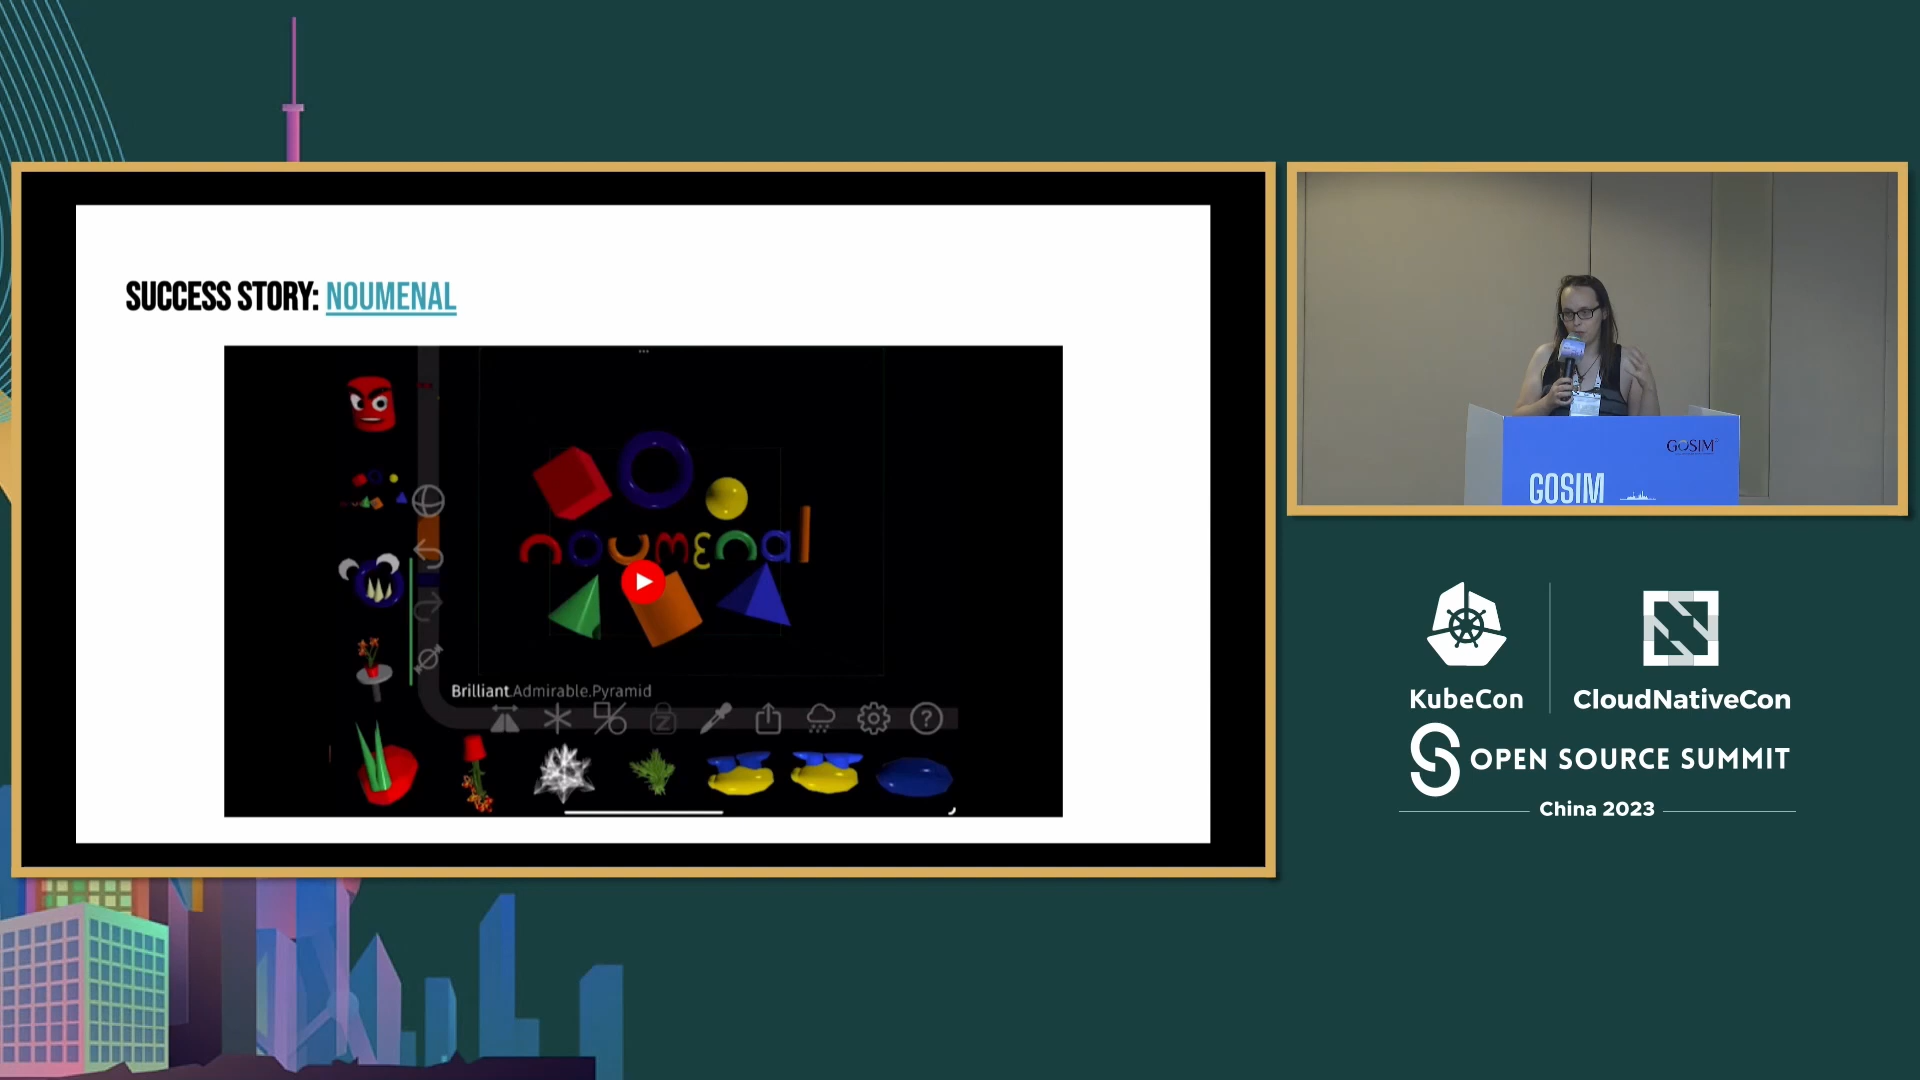 SUCCESS STORY: NOUMENAL
noumenal
Brilliant.Admirable.Pyramid
GOSIM
GOSIM
KubeCon
CloudNativeCon
OPEN SOURCE SUMMIT
China 2023